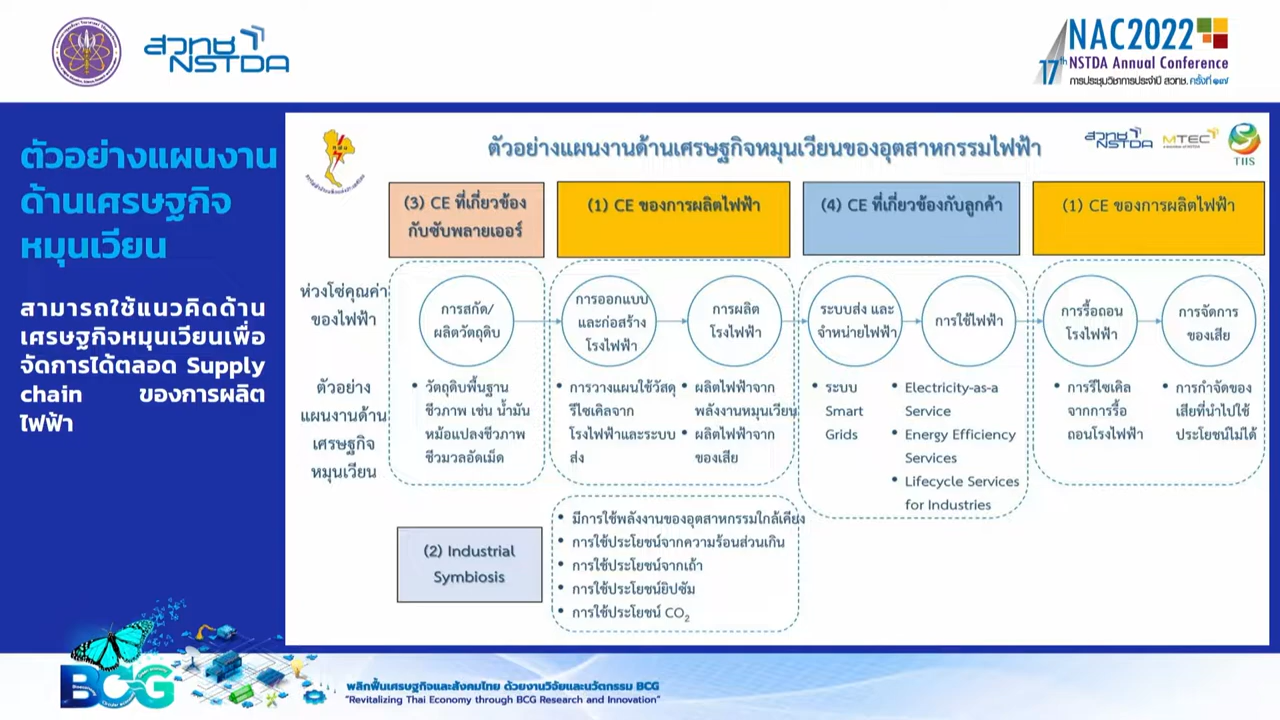 สวทช
NSTDA
NAC2022
17th NSTDA Annual Conference
การประชุมวิชาการประจำปี สวทช. ครั้งที่ ๑๗
ตัวอย่างแผนงาน
ด้านเศรษฐกิจ
หมุนเวียน
สามารถใช้แนวคิดด้าน
เศรษฐกิจหมุนเวียนเพื่อ
จัดการได้ตลอด Supply
chain ของการผลิต
ไฟฟ้า
ตัวอย่างแผนงานด้านเศรษฐกิจหมุนเวียนของอุตสาหกรรมไฟฟ้า
สวทช
NSTDA
MTEC
TIIS
(3) CE ที่เกี่ยวข้อง
กับซับพลายเออร์
(1) CE ของการผลิตไฟฟ้า
(4) CE ที่เกี่ยวข้องกับลูกค้า
(1) CE ของการผลิตไฟฟ้า
ห่วงโซ่คุณค่า
ของไฟฟ้า
การสกัด/
ผลิตวัตถุดิบ
การออกแบบ
และก่อสร้าง
โรงไฟฟ้า
การผลิต
โรงไฟฟ้า
ระบบส่ง และ
จำหน่ายไฟฟ้า
การใช้ไฟฟ้า
การรื้อถอน
โรงไฟฟ้า
การจัดการ
ของเสีย
ตัวอย่าง
แผนงานด้าน
เศรษฐกิจ
หมุนเวียน
• วัตถุดิบพื้นฐาน
ชีวภาพ เช่น น้ำมัน
หม้อแปลงชีวภาพ
ชีวมวลอัดเม็ด
• การวางแผนใช้วัสดุ
รีไซเคิลจาก
โรงไฟฟ้าและระบบ
ส่ง
• ผลิตไฟฟ้าจาก
พลังงานหมุนเวียน
• ผลิตไฟฟ้าจาก
ของเสีย
• ระบบ
Smart
Grids
• Electricity-as-a
Service
• Energy Efficiency
Services
• Lifecycle Services
for Industries
• การรีไซเคิล
จากการรื้อ
ถอนโรงไฟฟ้า
• การกำจัดของ
เสียที่นำไปใช้
ประโยชน์ไม่ได้
(2) Industrial
Symbiosis
• มีการใช้พลังงานของอุตสาหกรรมใกล้เคียง
• การใช้ประโยชน์จากความร้อนส่วนเกิน
• การใช้ประโยชน์จากเถ้า
• การใช้ประโยชน์ยิปซัม
• การใช้ประโยชน์ CO₂
BCG
พลิกฟื้นเศรษฐกิจและสังคมไทย ด้วยงานวิจัยและนวัตกรรม BCG
"Revitalizing Thai Economy through BCG Research and Innovation"